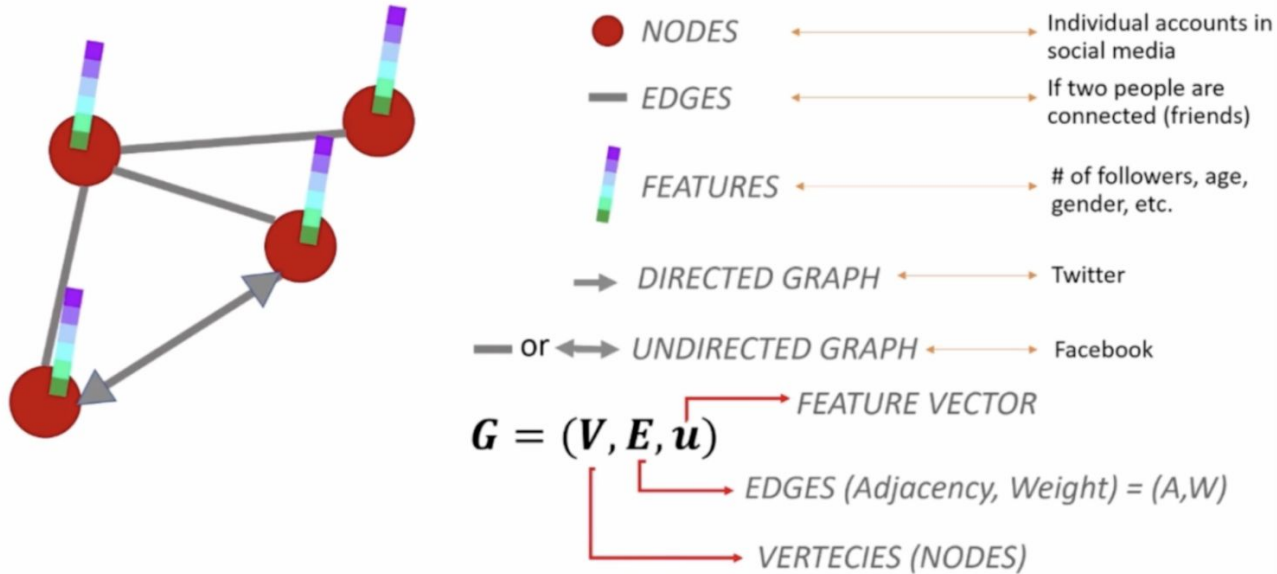 NODES
Individual accounts in
social media
EDGES
If two people are
connected (friends)
FEATURES
# of followers, age,
gender, etc.
DIRECTED GRAPH
Twitter
or
UNDIRECTED GRAPH
Facebook
FEATURE VECTOR
G = (V, E, u)
EDGES (Adjacency, Weight) = (A,W)
VERTECIES (NODES)